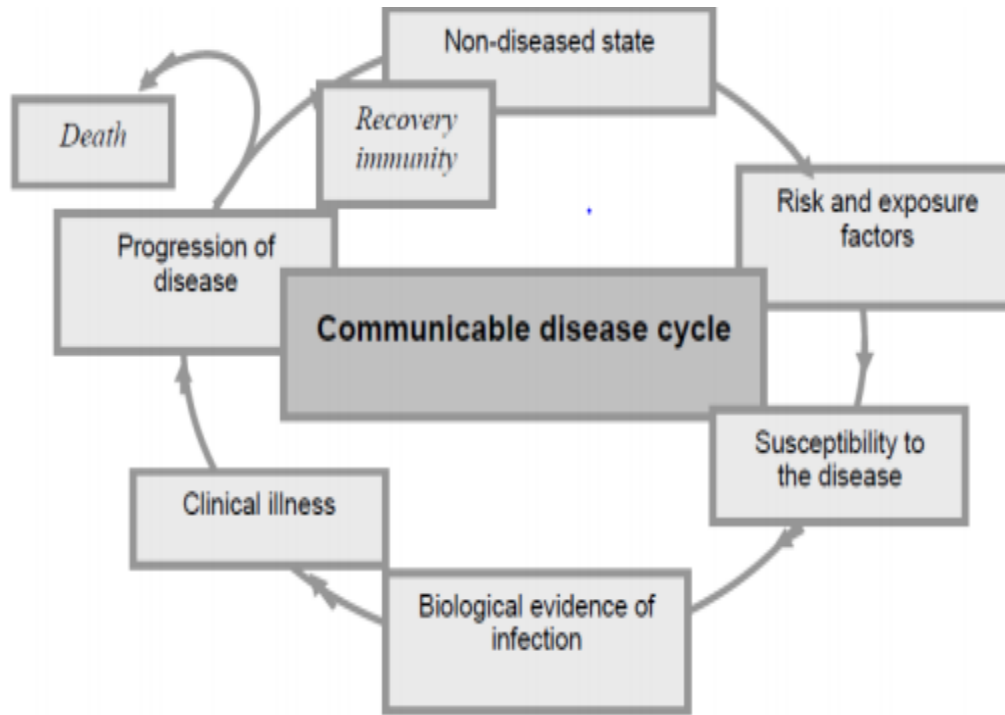 Non-diseased state
Death
Recovery
immunity
Risk and exposure
factors
Progression of
disease
Communicable disease cycle
Susceptibility to
the disease
Clinical illness
Biological evidence of
infection